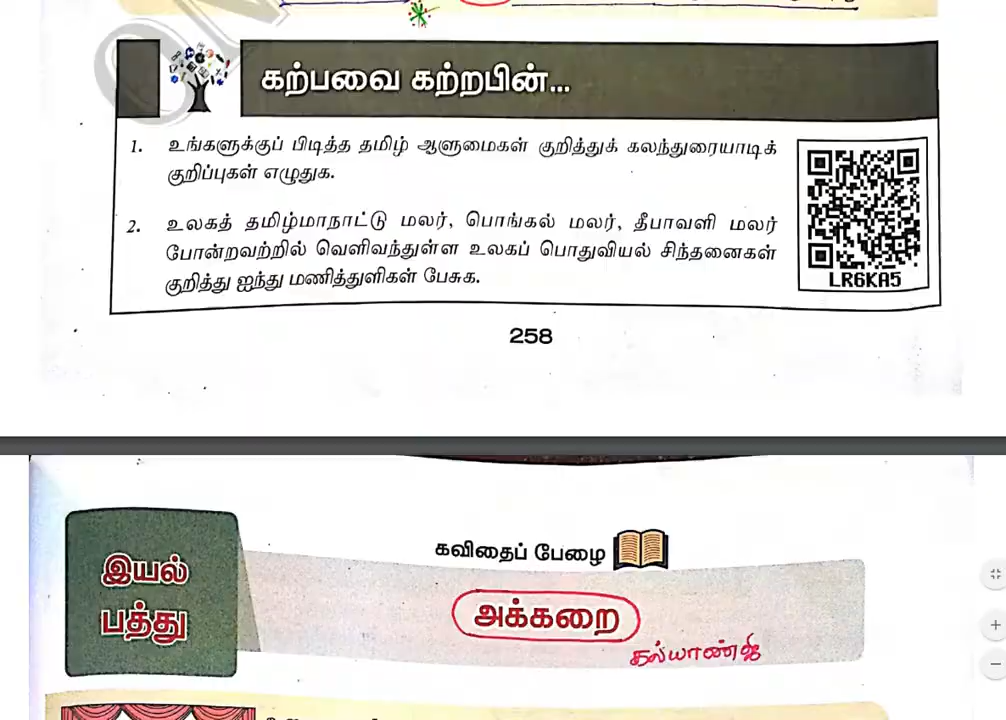 கற்பவை கற்றபின்...
1. உங்களுக்குப் பிடித்த தமிழ் ஆளுமைகள் குறித்துக் கலந்துரையாடிக்
குறிப்புகள் எழுதுக.
2. உலகத் தமிழ்மாநாட்டு மலர், பொங்கல் மலர், தீபாவளி மலர்
போன்றவற்றில் வெளிவந்துள்ள உலகப் பொதுவியல் சிந்தனைகள்
குறித்து ஐந்து மணித்துளிகள் பேசுக.
LR6KA5
258
இயல்
பத்து
கவிதைப் பேழை
அக்கறை
கல்யாண்ஜி